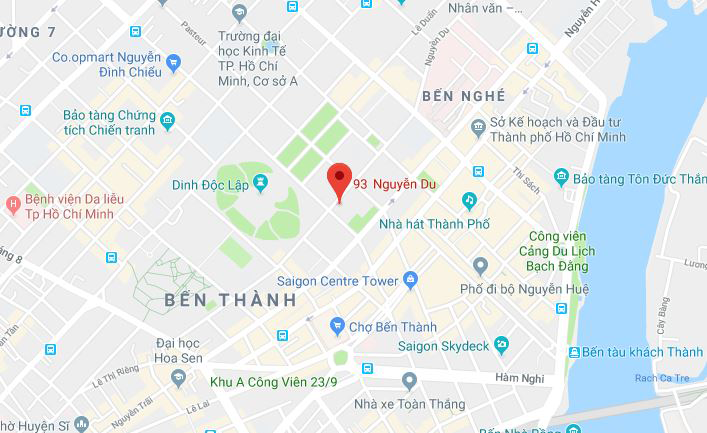 ƯỜNG 7
Pasteur
Trường đại
học Kinh Tế
TP. Hồ Chí
Minh, Cơ sở A
Lê Duẩn
Nguyễn Du
Nhân văn –...
Nguyễn H
Co.opmart Nguyễn
Đình Chiểu
BẾN NGHÉ
Bảo tàng Chứng
tích Chiến tranh
Sở Kế hoạch và Đầu tư
Thành phố Hồ Chí Minh
Thi Sách
Bảo tàng Tôn Đức Thắn
Dinh Độc Lập
93 Nguyễn Du
H
Bệnh viện Da liễu
Tp Hồ Chí Minh
Nhà hát Thành Phố
Công viên
Cảng Du Lịch
Bạch Đằng
háng 8
Saigon Centre Tower
Phố đi bộ Nguyễn Huệ
BẾN THÀNH
Cây Bàng
Chợ Bến Thành
Đại học
Hoa Sen
Saigon Skydeck
Bến tàu khách Thành
Lê Thị Riêng
Khu A Công Viên 23/9
Hàm Nghi
Rach Ca Tre
Nguyễn Trãi
Lê Lai
Nhà xe Toàn Thắng
hờ Huyện Sĩ
Bến Nhà Rồng